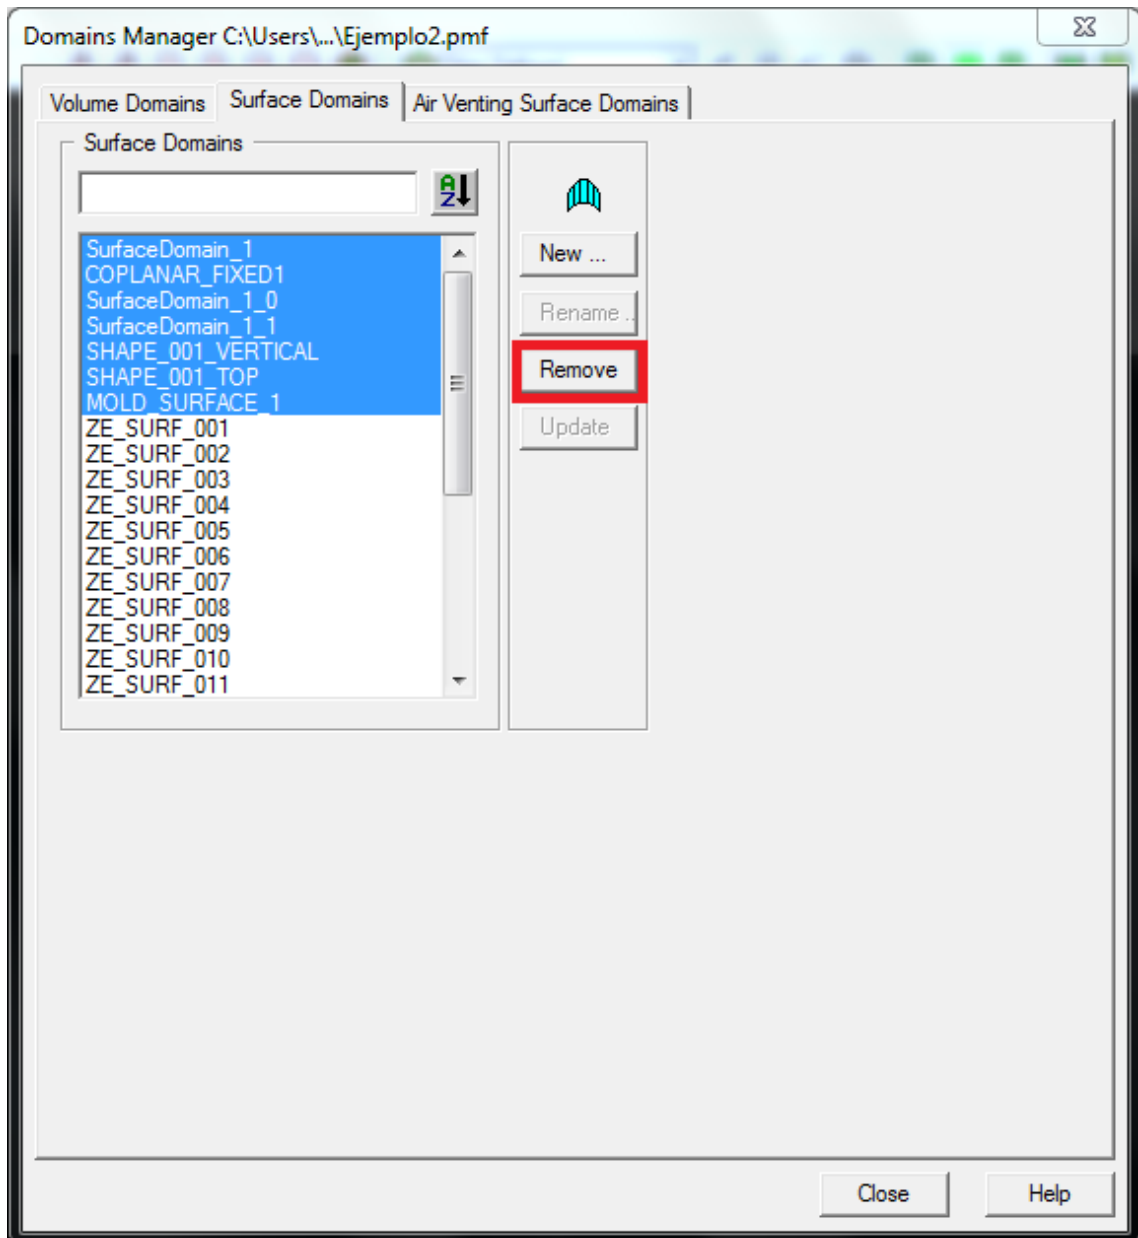 Domains Manager C:\Users\...\Ejemplo2.pmf
Volume Domains Surface Domains Air Venting Surface Domains
Surface Domains
A
Z
SurfaceDomain_1
COPLANAR_FIXED1
SurfaceDomain_1_0
SurfaceDomain_1_1
SHAPE_001_VERTICAL
SHAPE_001_TOP
MOLD_SURFACE_1
ZE_SURF_001
ZE_SURF_002
ZE_SURF_003
ZE_SURF_004
ZE_SURF_005
ZE_SURF_006
ZE_SURF_007
ZE_SURF_008
ZE_SURF_009
ZE_SURF_010
ZE_SURF_011
New ...
Rename ..
Remove
Update
Close Help